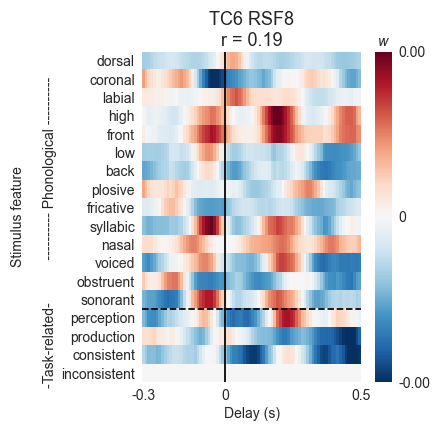 TC6 RSF8
r = 0.19
w
dorsal
coronal
labial
high
front
low
back
plosive
fricative
syllabic
nasal
voiced
obstruent
sonorant
perception
production
consistent
inconsistent
Stimulus feature
-Task-related- ----------- Phonological ----------
0.00
0
-0.00
-0.3
0
0.5
Delay (s)